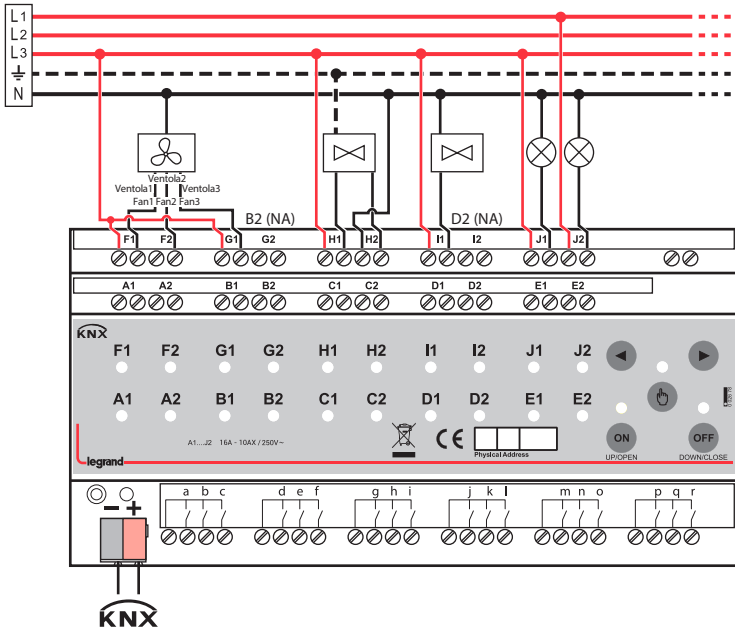 L1
L2
L3
N
Ventola2
Ventola1 Ventola3
Fan1 Fan2 Fan3
B2 (NA) D2 (NA)
F1 F2 G1 G2 H1 H2 I1 I2 J1 J2
A1 A2 B1 B2 C1 C2 D1 D2 E1 E2
KNX
F1 F2 G1 G2 H1 H2 I1 I2 J1 J2
A1 A2 B1 B2 C1 C2 D1 D2 E1 E2
A1....J2 16A - 10AX / 250V~
CE
Physical Address
ON OFF
UP/OPEN DOWN/CLOSE
legrand
a b c d e f g h i j k l m n o p q r
− +
KNX